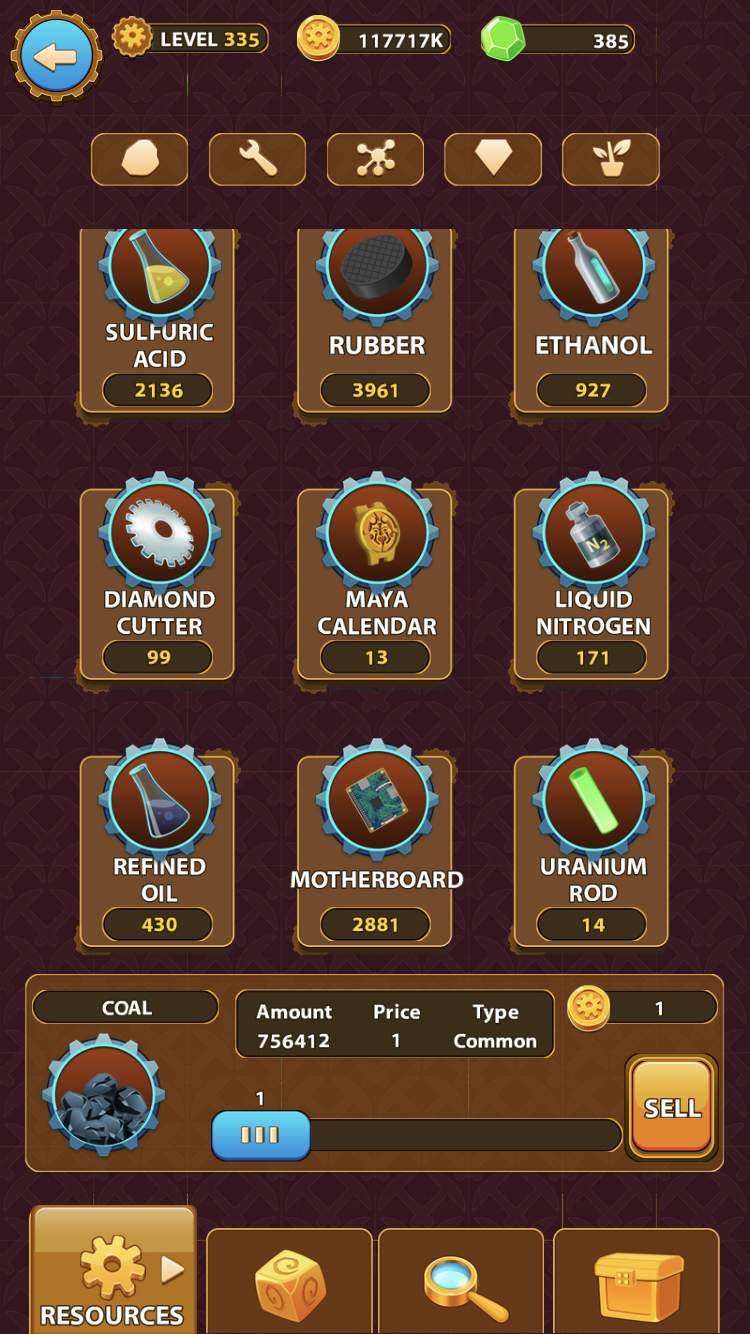 LEVEL 335
117717K
385
SULFURIC
ACID
2136
RUBBER
3961
ETHANOL
927
DIAMOND
CUTTER
99
MAYA
CALENDAR
13
LIQUID
NITROGEN
171
N2
REFINED
OIL
430
MOTHERBOARD
2881
URANIUM
ROD
14
COAL
Amount Price Type
756412 1 Common
1
1
SELL
RESOURCES